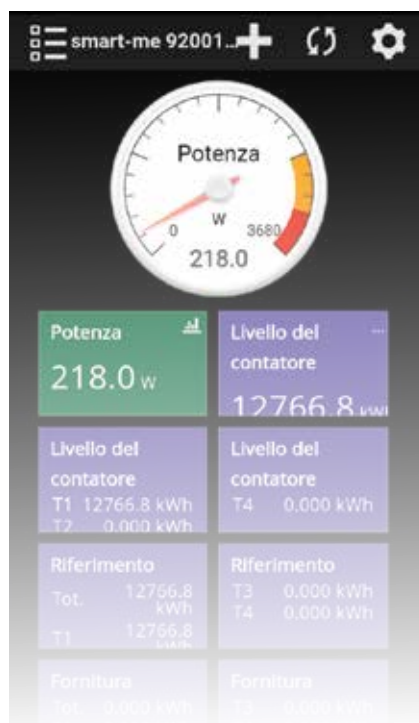 smart-me 92001...
Potenza
0 W 3680
218.0
Potenza
218.0 W
Livello del
contatore
12766.8 kWh
Livello del
contatore
T1 12766.8 kWh
T2 0.000 kWh
Livello del
contatore
T4 0.000 kWh
Riferimento
Tot. 12766.8
kWh
T1 12766.8
kWh
Riferimento
T3 0.000 kWh
T4 0.000 kWh
Fornitura
Tot. 0.000 kWh
Fornitura
T3 0.000 kWh